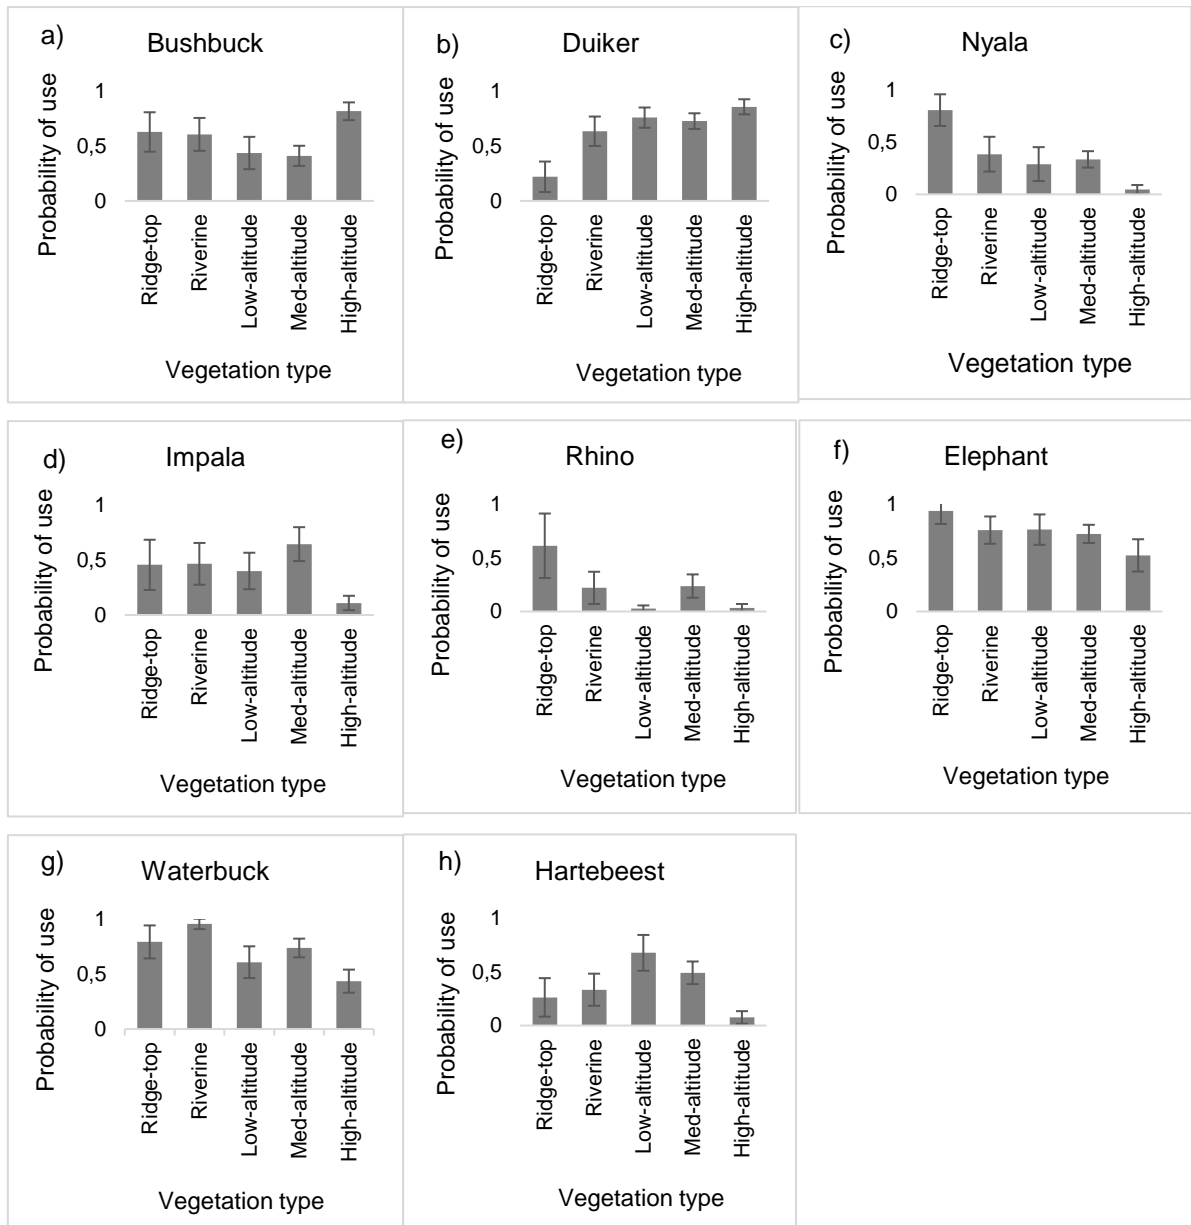 a)
Bushbuck
Probability of use
1
0,5
0
Ridge-top
Riverine
Low-altitude
Med-altitude
High-altitude
Vegetation type
b)
Duiker
Probability of use
1
0,5
0
Ridge-top
Riverine
Low-altitude
Med-altitude
High-altitude
Vegetation type
c)
Nyala
Probability of use
1
0,5
0
Ridge-top
Riverine
Low-altitude
Med-altitude
High-altitude
Vegetation type
d)
Impala
Probability of use
1
0,5
0
Ridge-top
Riverine
Low-altitude
Med-altitude
High-altitude
Vegetation type
e)
Rhino
Probability of use
1
0,5
0
Ridge-top
Riverine
Low-altitude
Med-altitude
High-altitude
Vegetation type
f)
Elephant
Probability of use
1
0,5
0
Ridge-top
Riverine
Low-altitude
Med-altitude
High-altitude
Vegetation type
g)
Waterbuck
Probability of use
1
0,5
0
Ridge-top
Riverine
Low-altitude
Med-altitude
High-altitude
Vegetation type
h)
Hartebeest
Probability of use
1
0,5
0
Ridge-top
Riverine
Low-altitude
Med-altitude
High-altitude
Vegetation type